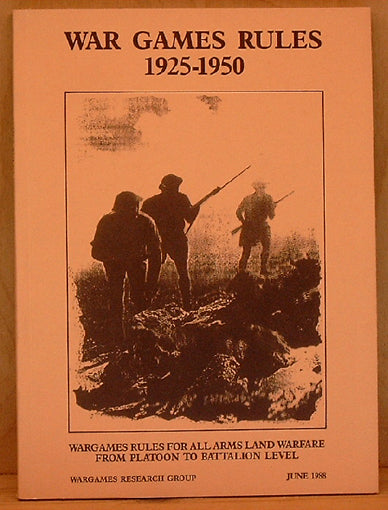 WAR GAMES RULES
1925-1950
WARGAMES RULES FOR ALL ARMS LAND WARFARE
FROM PLATOON TO BATTALION LEVEL
WARGAMES RESEARCH GROUP JUNE 1988